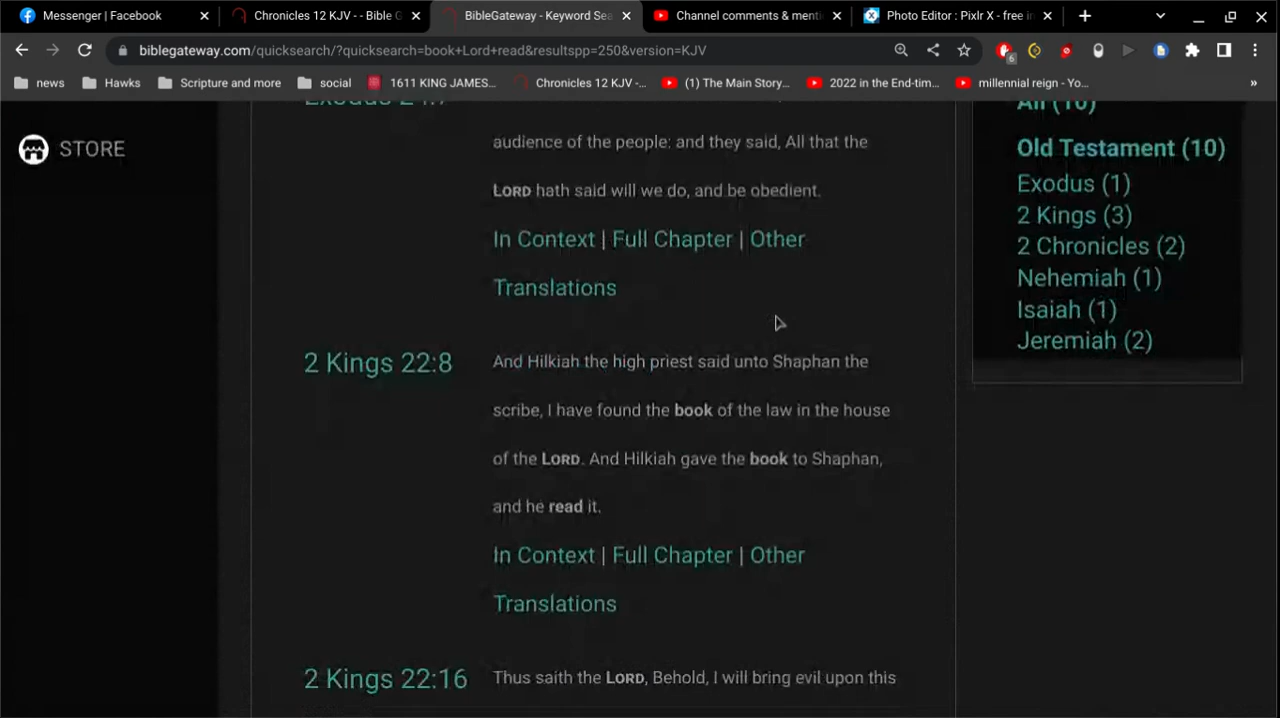 Messenger | Facebook
Chronicles 12 KJV - - Bible G
BibleGateway - Keyword Sea
Channel comments & menti
Photo Editor : Pixlr X - free in
biblegateway.com/quicksearch/?quicksearch=book+Lord+read&resultspp=250&version=KJV
6
news
Hawks
Scripture and more
social
1611 KING JAMES...
Chronicles 12 KJV -...
(1) The Main Story...
2022 in the End-tim...
millennial reign - Yo...
»
STORE
Exodus 24:7
audience of the people: and they said, All that the
LORD hath said will we do, and be obedient.
In Context | Full Chapter | Other
Translations
2 Kings 22:8
And Hilkiah the high priest said unto Shaphan the
scribe, I have found the book of the law in the house
of the LORD. And Hilkiah gave the book to Shaphan,
and he read it.
In Context | Full Chapter | Other
Translations
2 Kings 22:16
Thus saith the LORD, Behold, I will bring evil upon this
All (10)
Old Testament (10)
Exodus (1)
2 Kings (3)
2 Chronicles (2)
Nehemiah (1)
Isaiah (1)
Jeremiah (2)